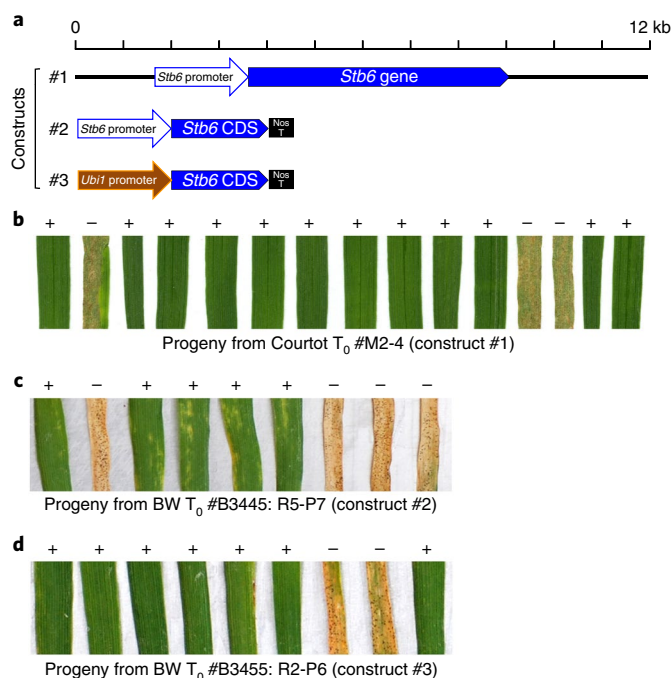 a
0 12 kb
Constructs
#1 Stb6 promoter Stb6 gene
#2 Stb6 promoter Stb6 CDS Nos T
#3 Ubi1 promoter Stb6 CDS Nos T
b
+ – + + + + + + + + + – – + +
Progeny from Courtot T0 #M2-4 (construct #1)
c
+ – + + + + – – –
Progeny from BW T0 #B3445: R5-P7 (construct #2)
d
+ + + + + + – – +
Progeny from BW T0 #B3455: R2-P6 (construct #3)